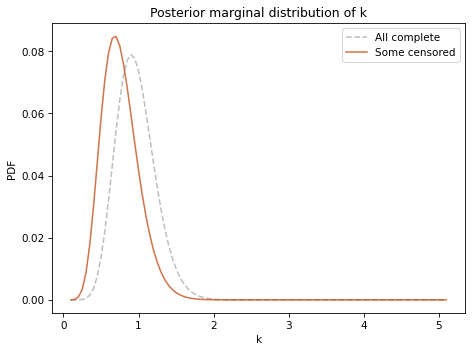 Posterior marginal distribution of k
All complete
Some censored
PDF
0.08
0.06
0.04
0.02
0.00
0 1 2 3 4 5
k